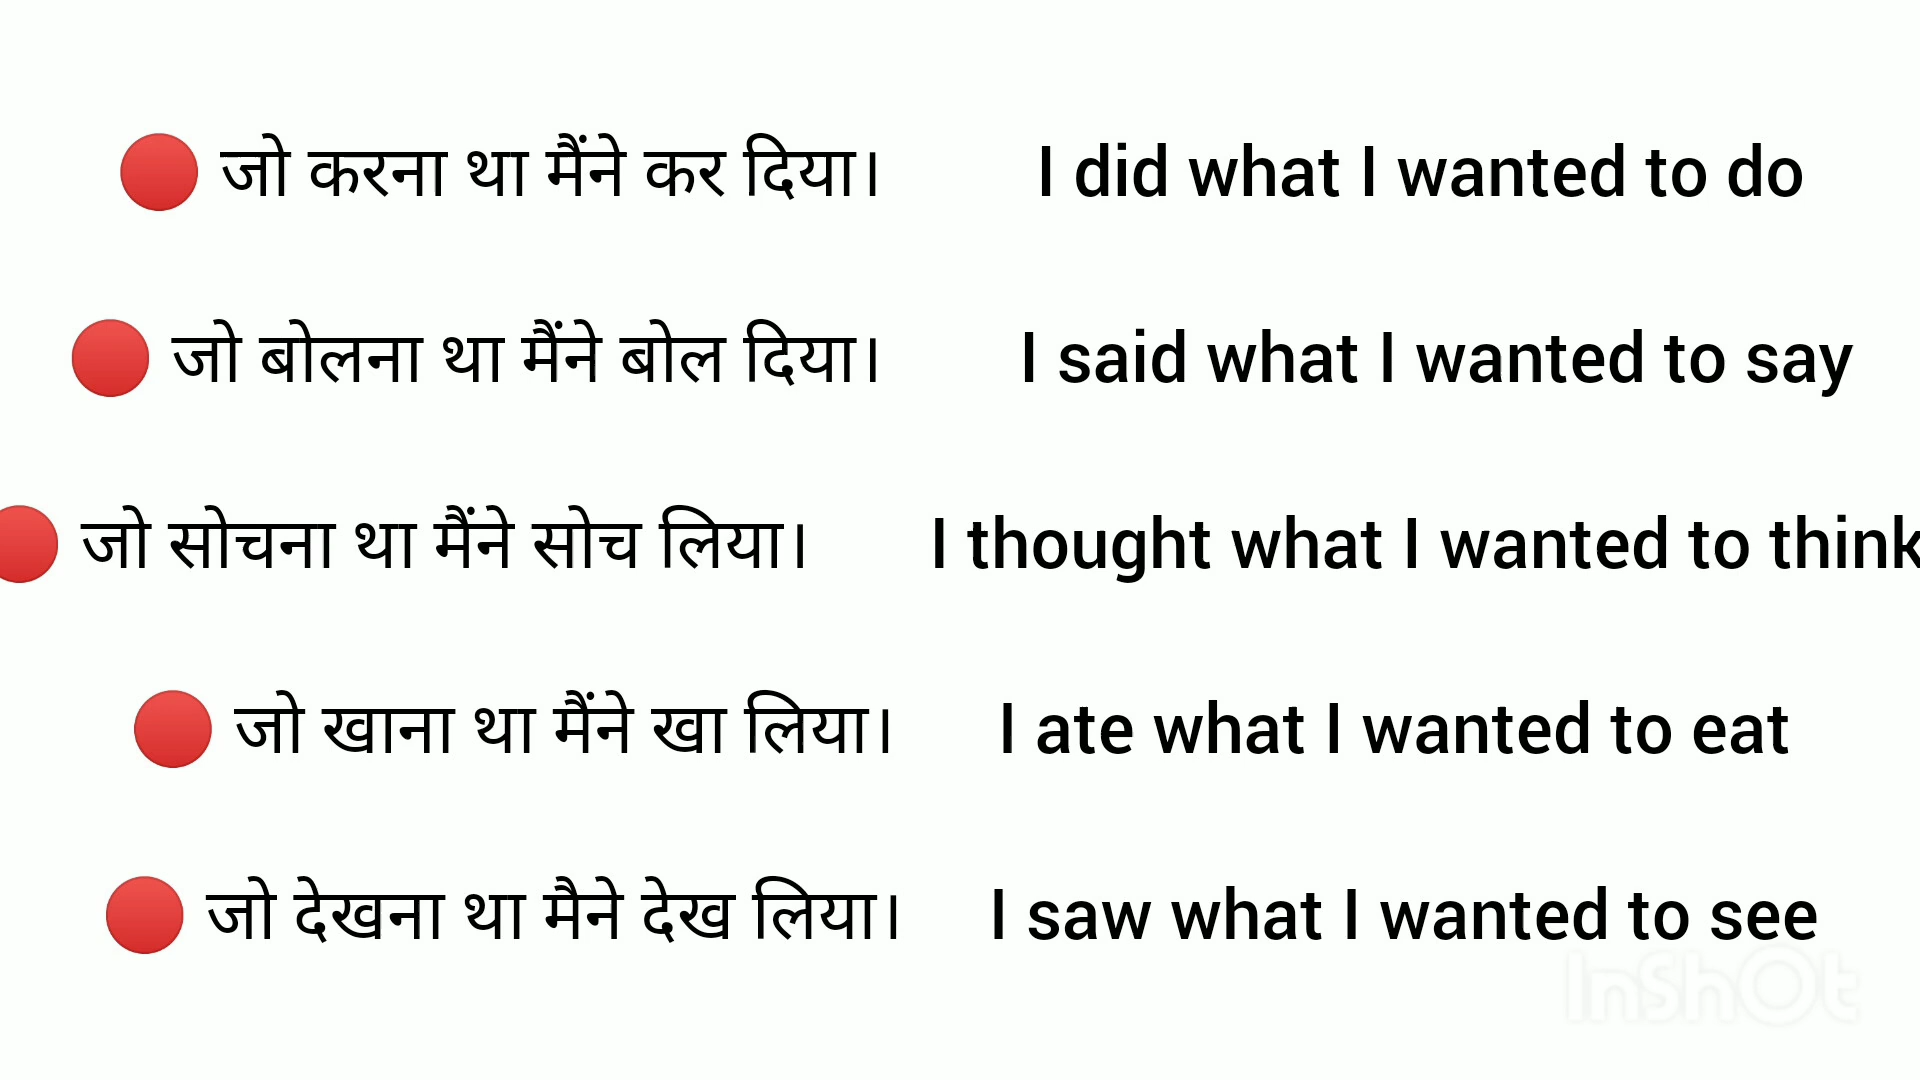 🔴 जो करना था मैंने कर दिया। I did what I wanted to do
🔴 जो बोलना था मैंने बोल दिया। I said what I wanted to say
🔴 जो सोचना था मैंने सोच लिया। I thought what I wanted to think
🔴 जो खाना था मैंने खा लिया। I ate what I wanted to eat
🔴 जो देखना था मैने देख लिया। I saw what I wanted to see
InShOt